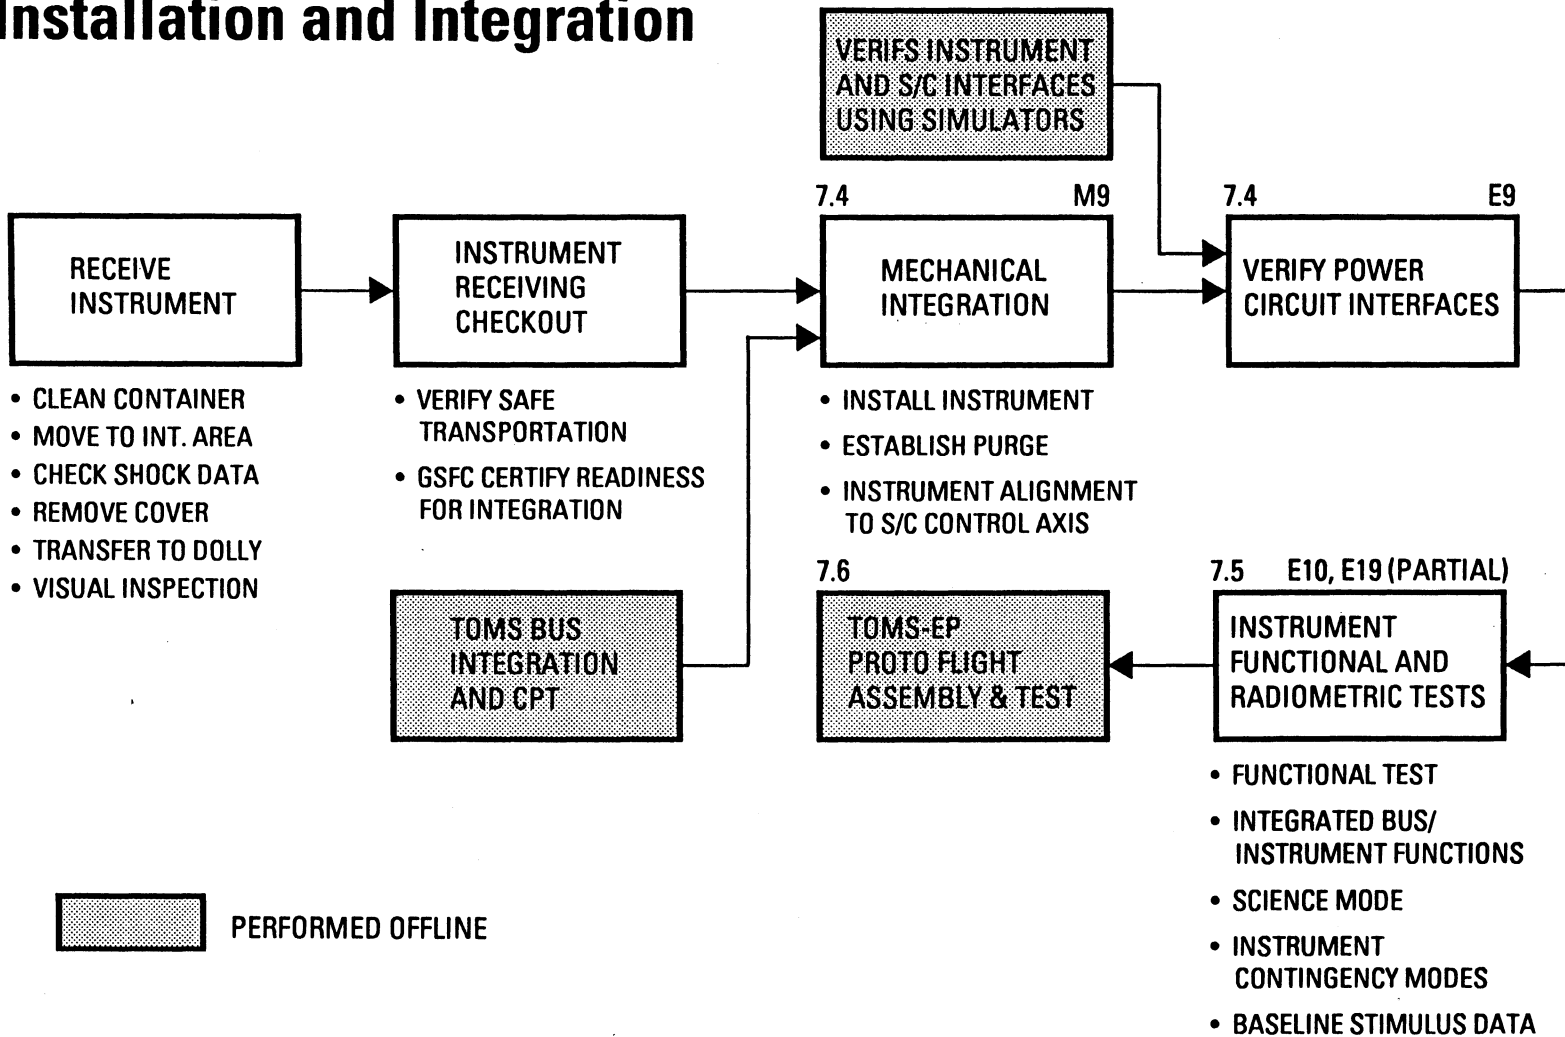 Installation and Integration
VERIFS INSTRUMENT
AND S/C INTERFACES
USING SIMULATORS
RECEIVE
INSTRUMENT
• CLEAN CONTAINER
• MOVE TO INT. AREA
• CHECK SHOCK DATA
• REMOVE COVER
• TRANSFER TO DOLLY
• VISUAL INSPECTION
INSTRUMENT
RECEIVING
CHECKOUT
• VERIFY SAFE
TRANSPORTATION
• GSFC CERTIFY READINESS
FOR INTEGRATION
7.4 M9
MECHANICAL
INTEGRATION
• INSTALL INSTRUMENT
• ESTABLISH PURGE
• INSTRUMENT ALIGNMENT
TO S/C CONTROL AXIS
7.4 E9
VERIFY POWER
CIRCUIT INTERFACES
TOMS BUS
INTEGRATION
AND CPT
7.6
TOMS-EP
PROTO FLIGHT
ASSEMBLY & TEST
7.5 E10, E19 (PARTIAL)
INSTRUMENT
FUNCTIONAL AND
RADIOMETRIC TESTS
• FUNCTIONAL TEST
• INTEGRATED BUS/
INSTRUMENT FUNCTIONS
• SCIENCE MODE
• INSTRUMENT
CONTINGENCY MODES
• BASELINE STIMULUS DATA
PERFORMED OFFLINE